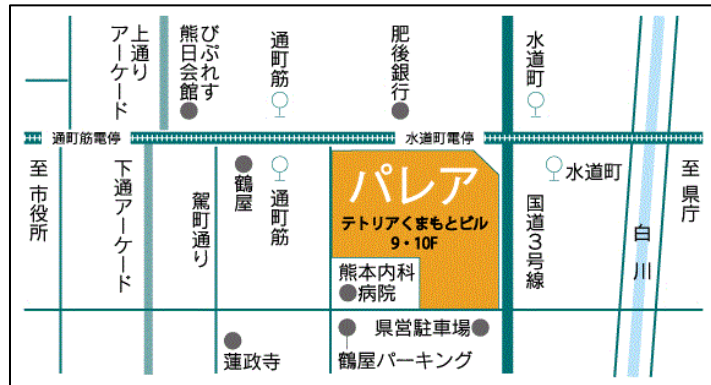 上通り
アーケード
びぷれす
熊日会館
通町筋
肥後銀行
水道町
通町筋電停
水道町電停
至市役所
下通アーケード
駕町通り
鶴屋
通町筋
パレア
テトリアくまもとビル
9・10F
熊本内科
病院
国道3号線
水道町
白川
至県庁
蓮政寺
鶴屋パーキング
県営駐車場